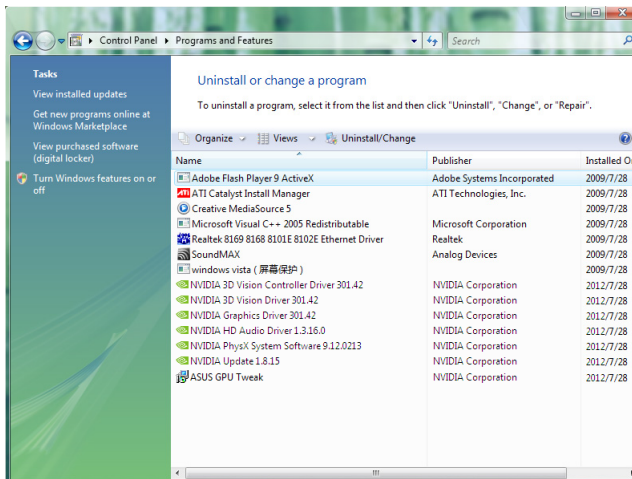 Control Panel
Programs and Features
Search
Tasks
View installed updates
Get new programs online at
Windows Marketplace
View purchased software
(digital locker)
Turn Windows features on or
off
Uninstall or change a program
To uninstall a program, select it from the list and then click "Uninstall", "Change", or "Repair".
Organize Views Uninstall/Change
Name Publisher Installed O
Adobe Flash Player 9 ActiveX Adobe Systems Incorporated 2009/7/28
ATI Catalyst Install Manager ATI Technologies, Inc. 2009/7/28
Creative MediaSource 5 2009/7/28
Microsoft Visual C++ 2005 Redistributable Microsoft Corporation 2009/7/28
Realtek 8169 8168 8101E 8102E Ethernet Driver Realtek 2009/7/28
SoundMAX Analog Devices 2009/7/28
windows vista ( 屏幕保护 ) 2009/7/28
NVIDIA 3D Vision Controller Driver 301.42 NVIDIA Corporation 2012/7/28
NVIDIA 3D Vision Driver 301.42 NVIDIA Corporation 2012/7/28
NVIDIA Graphics Driver 301.42 NVIDIA Corporation 2012/7/28
NVIDIA HD Audio Driver 1.3.16.0 NVIDIA Corporation 2012/7/28
NVIDIA PhysX System Software 9.12.0213 NVIDIA Corporation 2012/7/28
NVIDIA Update 1.8.15 NVIDIA Corporation 2012/7/28
ASUS GPU Tweak NVIDIA Corporation 2012/7/28